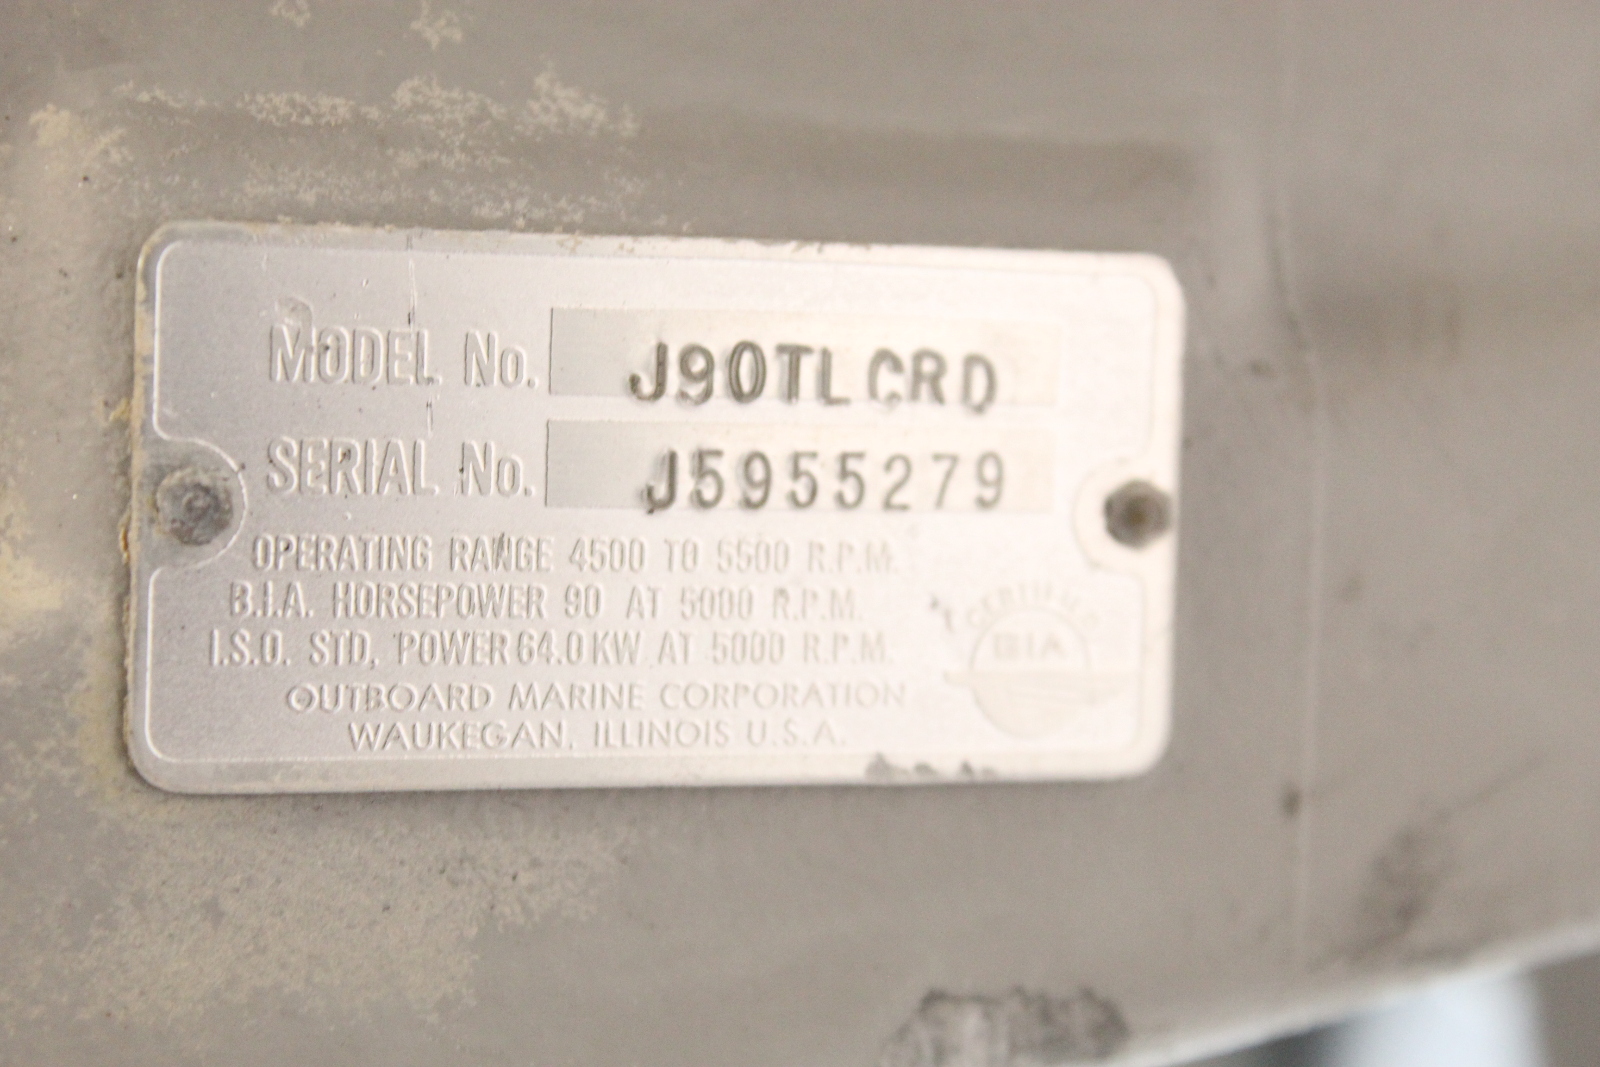 MODEL No. J90TLCRD
SERIAL No. J5955279
OPERATING RANGE 4500 TO 5500 R.P.M.
B.I.A. HORSEPOWER 90 AT 5000 R.P.M.
I.S.O. STD. POWER 64.0 KW AT 5000 R.P.M.
CERTIFIED
BIA
OUTBOARD MARINE CORPORATION
WAUKEGAN, ILLINOIS U.S.A.